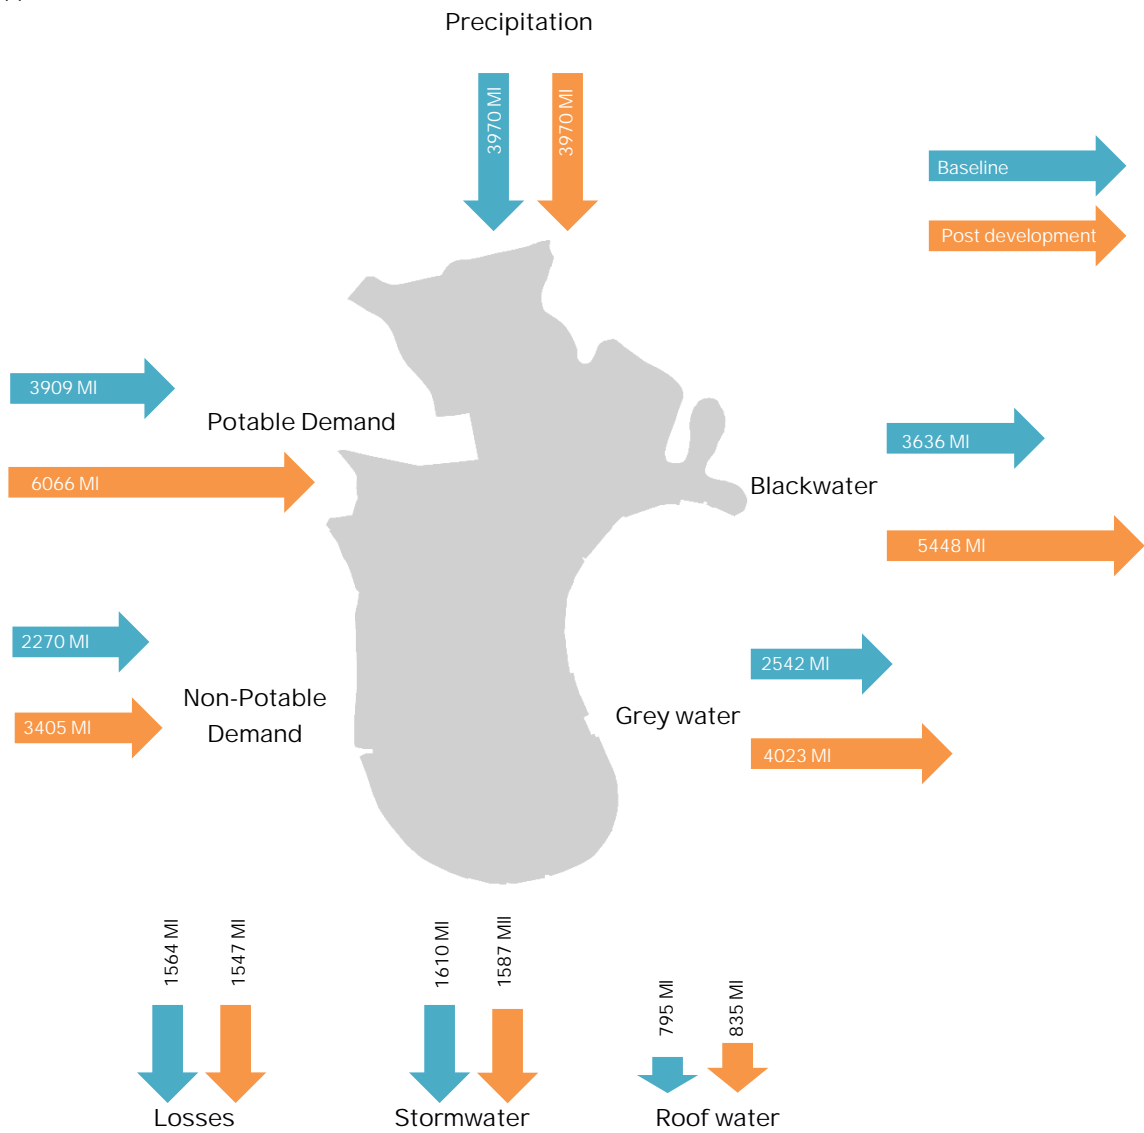 Precipitation
3970 Ml
3970 Ml
Baseline
Post development
3909 Ml
Potable Demand
6066 Ml
3636 Ml
Blackwater
5448 Ml
2270 Ml
Non-Potable
Demand
3405 Ml
2542 Ml
Grey water
4023 Ml
1564 Ml
1547 Ml
1610 Ml
1587 Mll
795 Ml
835 Ml
Losses
Stormwater
Roof water